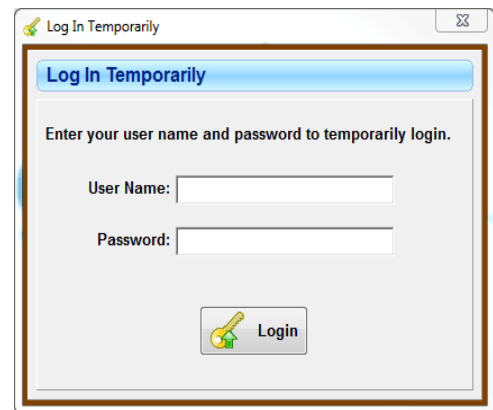 Log In Temporarily
Log In Temporarily
Enter your user name and password to temporarily login.
User Name:
Password:
Login